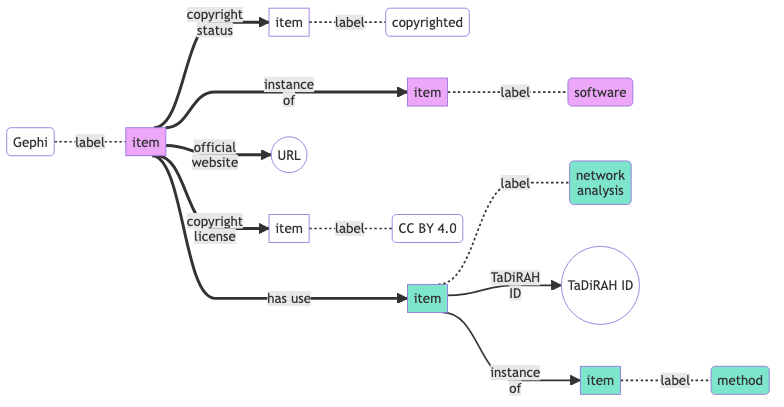 copyright
status
item
label
copyrighted
instance
of
item
label
software
Gephi
label
item
official
website
URL
network
analysis
label
copyright
license
item
label
CC BY 4.0
has use
item
TaDiRAH
ID
TaDiRAH ID
instance
of
item
label
method